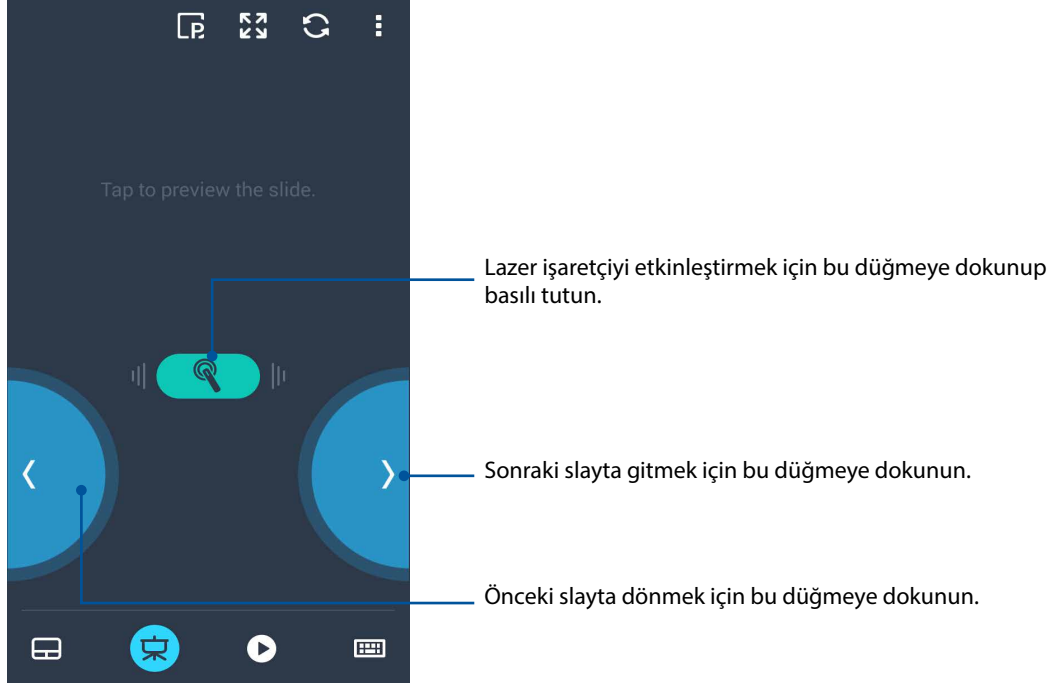 Tap to preview the slide.
Lazer işaretçiyi etkinleştirmek için bu düğmeye dokunup
basılı tutun.
Sonraki slayta gitmek için bu düğmeye dokunun.
Önceki slayta dönmek için bu düğmeye dokunun.